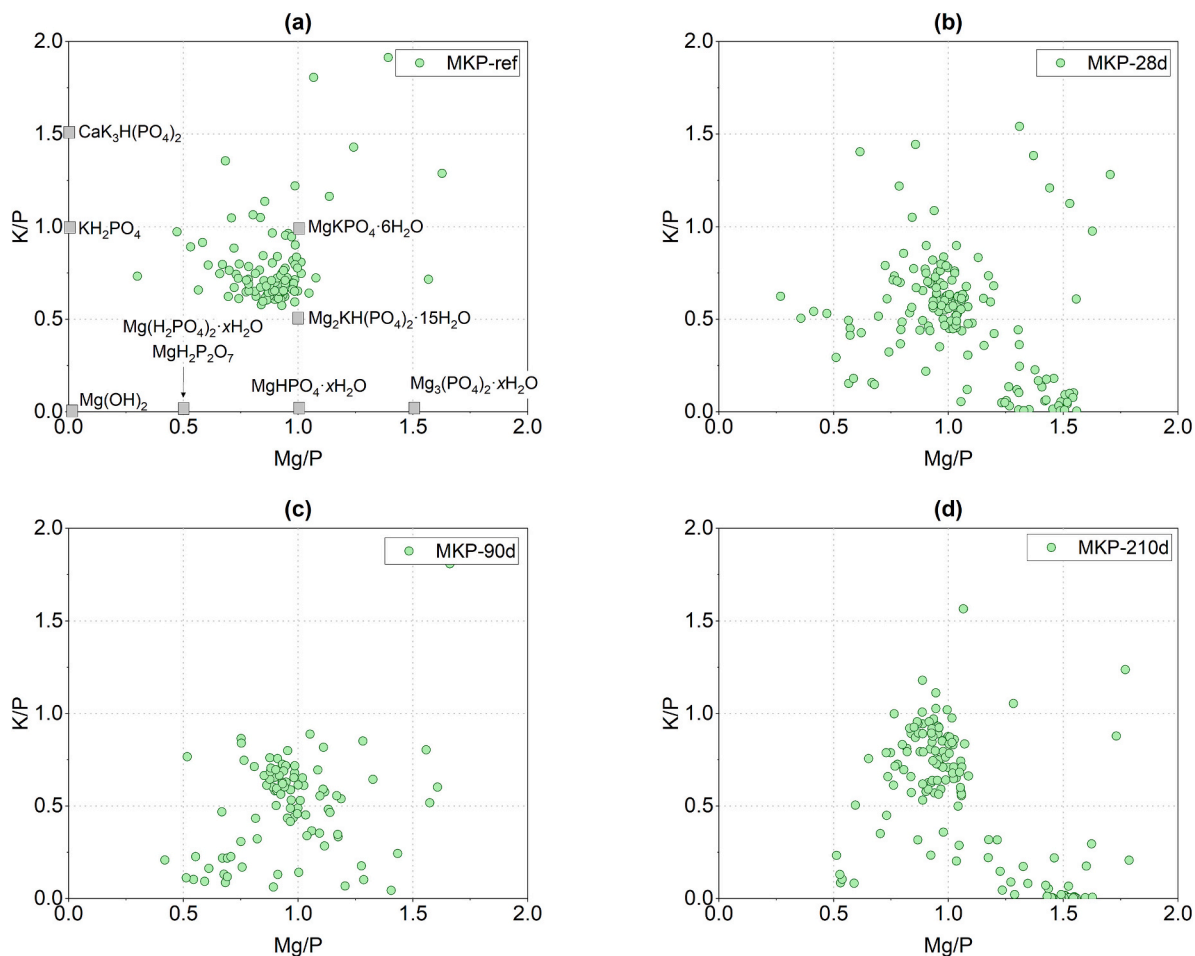 (a)
MKP-ref
2.0
1.5
1.0
0.5
0.0
K/P
CaK₃H(PO₄)₂
KH₂PO₄
MgKPO₄·6H₂O
Mg₂KH(PO₄)₂·15H₂O
Mg(H₂PO₄)₂·xH₂O
MgH₂P₂O₇
Mg(OH)₂
MgHPO₄·xH₂O
Mg₃(PO₄)₂·xH₂O
0.0 0.5 1.0 1.5 2.0
Mg/P
(b)
MKP-28d
2.0
1.5
1.0
0.5
0.0
K/P
0.0 0.5 1.0 1.5 2.0
Mg/P
(c)
MKP-90d
2.0
1.5
1.0
0.5
0.0
K/P
0.0 0.5 1.0 1.5 2.0
Mg/P
(d)
MKP-210d
2.0
1.5
1.0
0.5
0.0
K/P
0.0 0.5 1.0 1.5 2.0
Mg/P